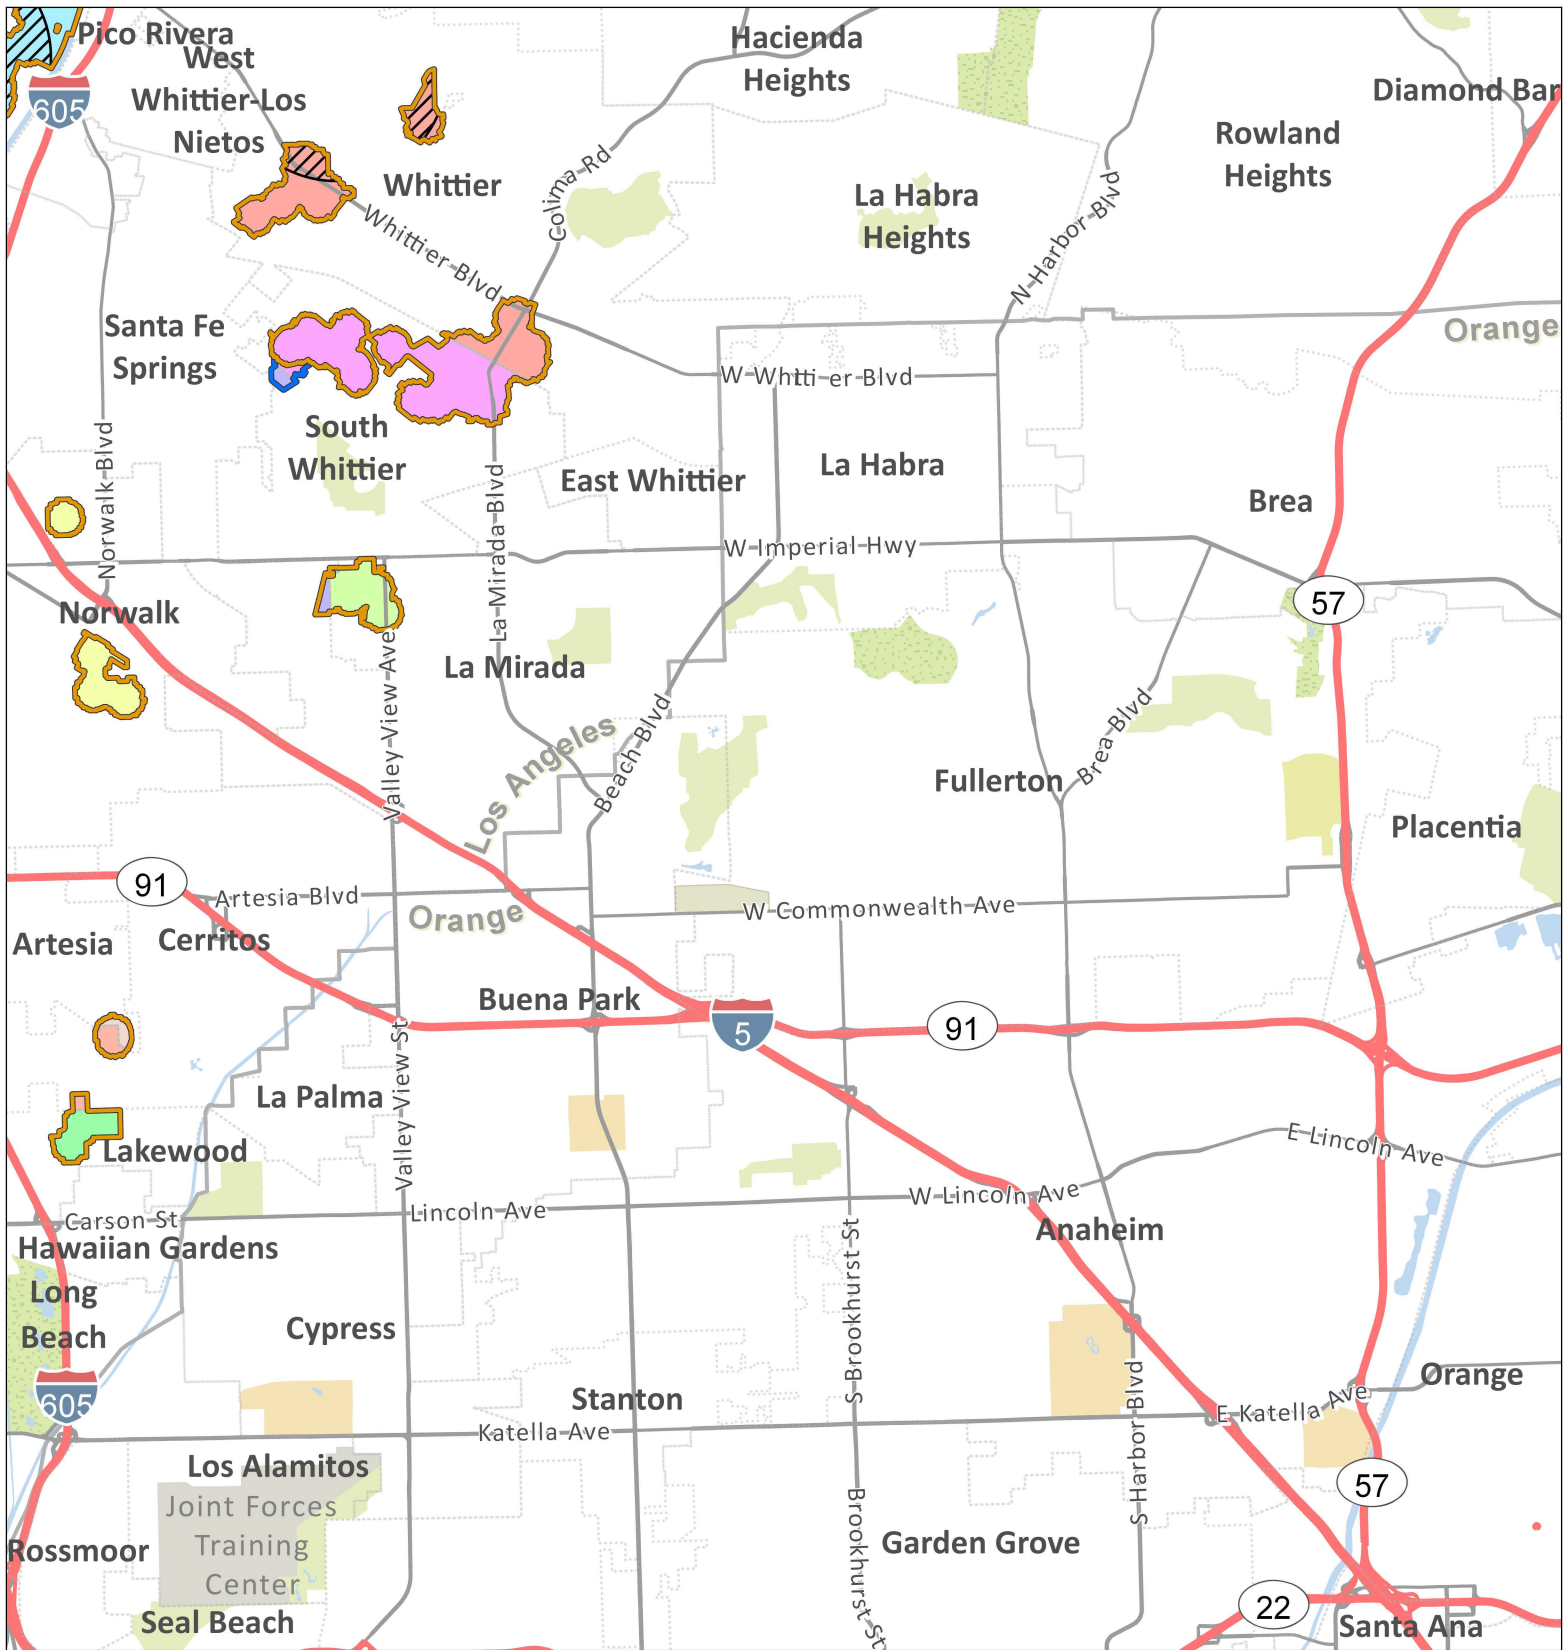 Pico Rivera
West
Whittier-Los
Nietos
605
Hacienda
Heights
Diamond Bar
Rowland
Heights
Whittier
Colima Rd
La Habra
Heights
N Harbor Blvd
Whittier Blvd
Santa Fe
Springs
Orange
W Whitti er Blvd
South
Whittier
Norwalk Blvd
La Mirada Blvd
East Whittier
La Habra
Brea
W Imperial Hwy
57
Norwalk
La Mirada
Valley View Ave
Los Angeles
Beach Blvd
Brea Blvd
Fullerton
Placentia
91
Artesia Blvd
Orange
W Commonwealth Ave
Artesia
Cerritos
Buena Park
5
91
Valley View St
La Palma
Lakewood
E Lincoln Ave
W Lincoln Ave
Lincoln Ave
Carson St
Anaheim
Hawaiian Gardens
Long
Beach
S Brookhurst St
Cypress
605
Stanton
S Harbor Blvd
Orange
E Katella Ave
Katella Ave
Los Alamitos
57
Joint Forces
Training
Center
Brookhurst St
Garden Grove
Rossmoor
Seal Beach
22
Santa Ana